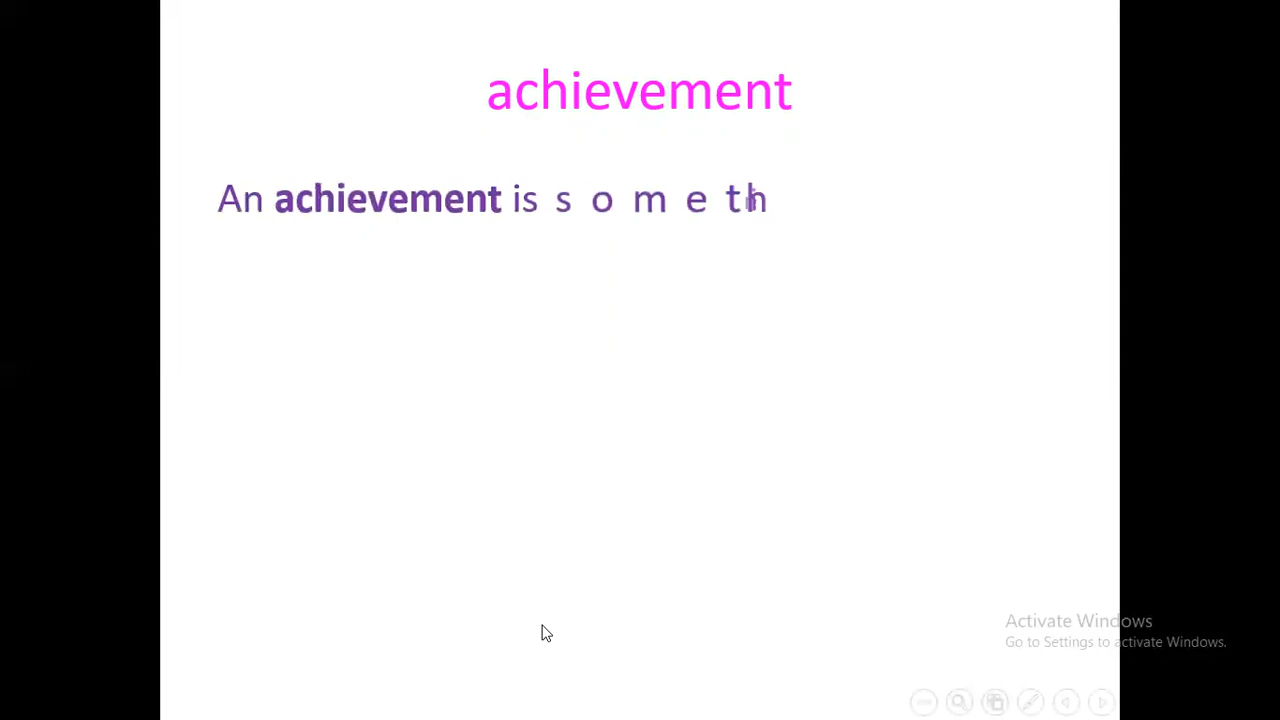 achievement
An achievement is s o m e t h
Activate Windows
Go to Settings to activate Windows.